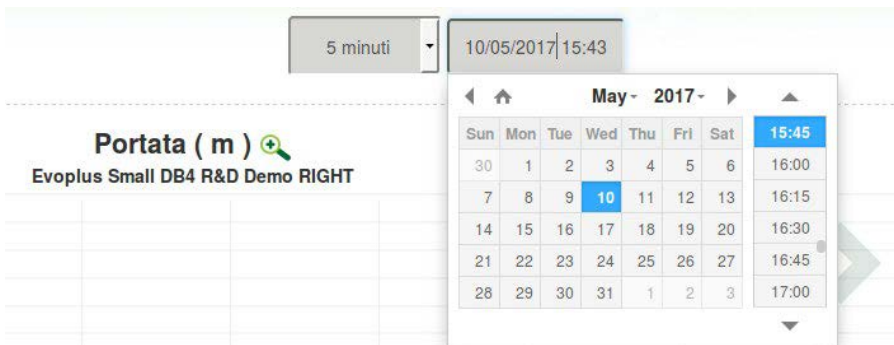 5 minuti
10/05/2017 15:43
May 2017
Portata ( m )
Evoplus Small DB4 R&D Demo RIGHT
Sun Mon Tue Wed Thu Fri Sat
30 1 2 3 4 5 6
7 8 9 10 11 12 13
14 15 16 17 18 19 20
21 22 23 24 25 26 27
28 29 30 31 1 2 3
15:45
16:00
16:15
16:30
16:45
17:00